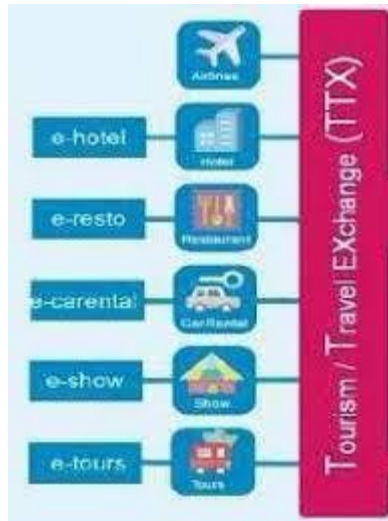 Airlines
e-hotel
Hotel
e-resto
Restaurant
e-carental
Car Rental
e-show
Show
e-tours
Tours
Tourism / Travel EXchange (TTX)